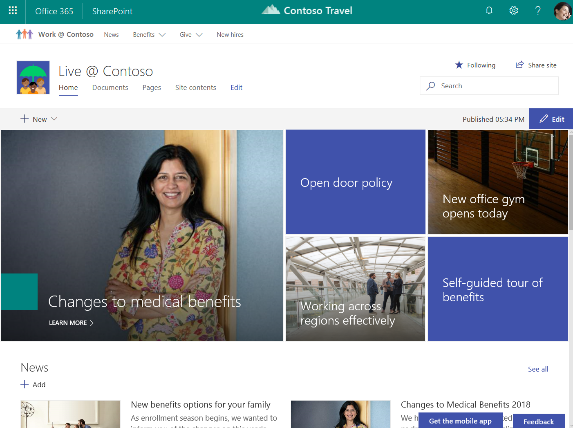 Office 365
SharePoint
Contoso Travel
?
Work @ Contoso
News
Benefits
Give
New hires
Live @ Contoso
Following
Share site
Home
Documents
Pages
Site contents
Edit
Search
New
Published 05:34 PM
Edit
Changes to medical benefits
LEARN MORE
Open door policy
New office gym
opens today
Working across
regions effectively
Self-guided tour of
benefits
News
See all
Add
New benefits options for your family
As enrollment season begins, we wanted to
Changes to Medical Benefits 2018
We h
Get the mobile app
Feedback